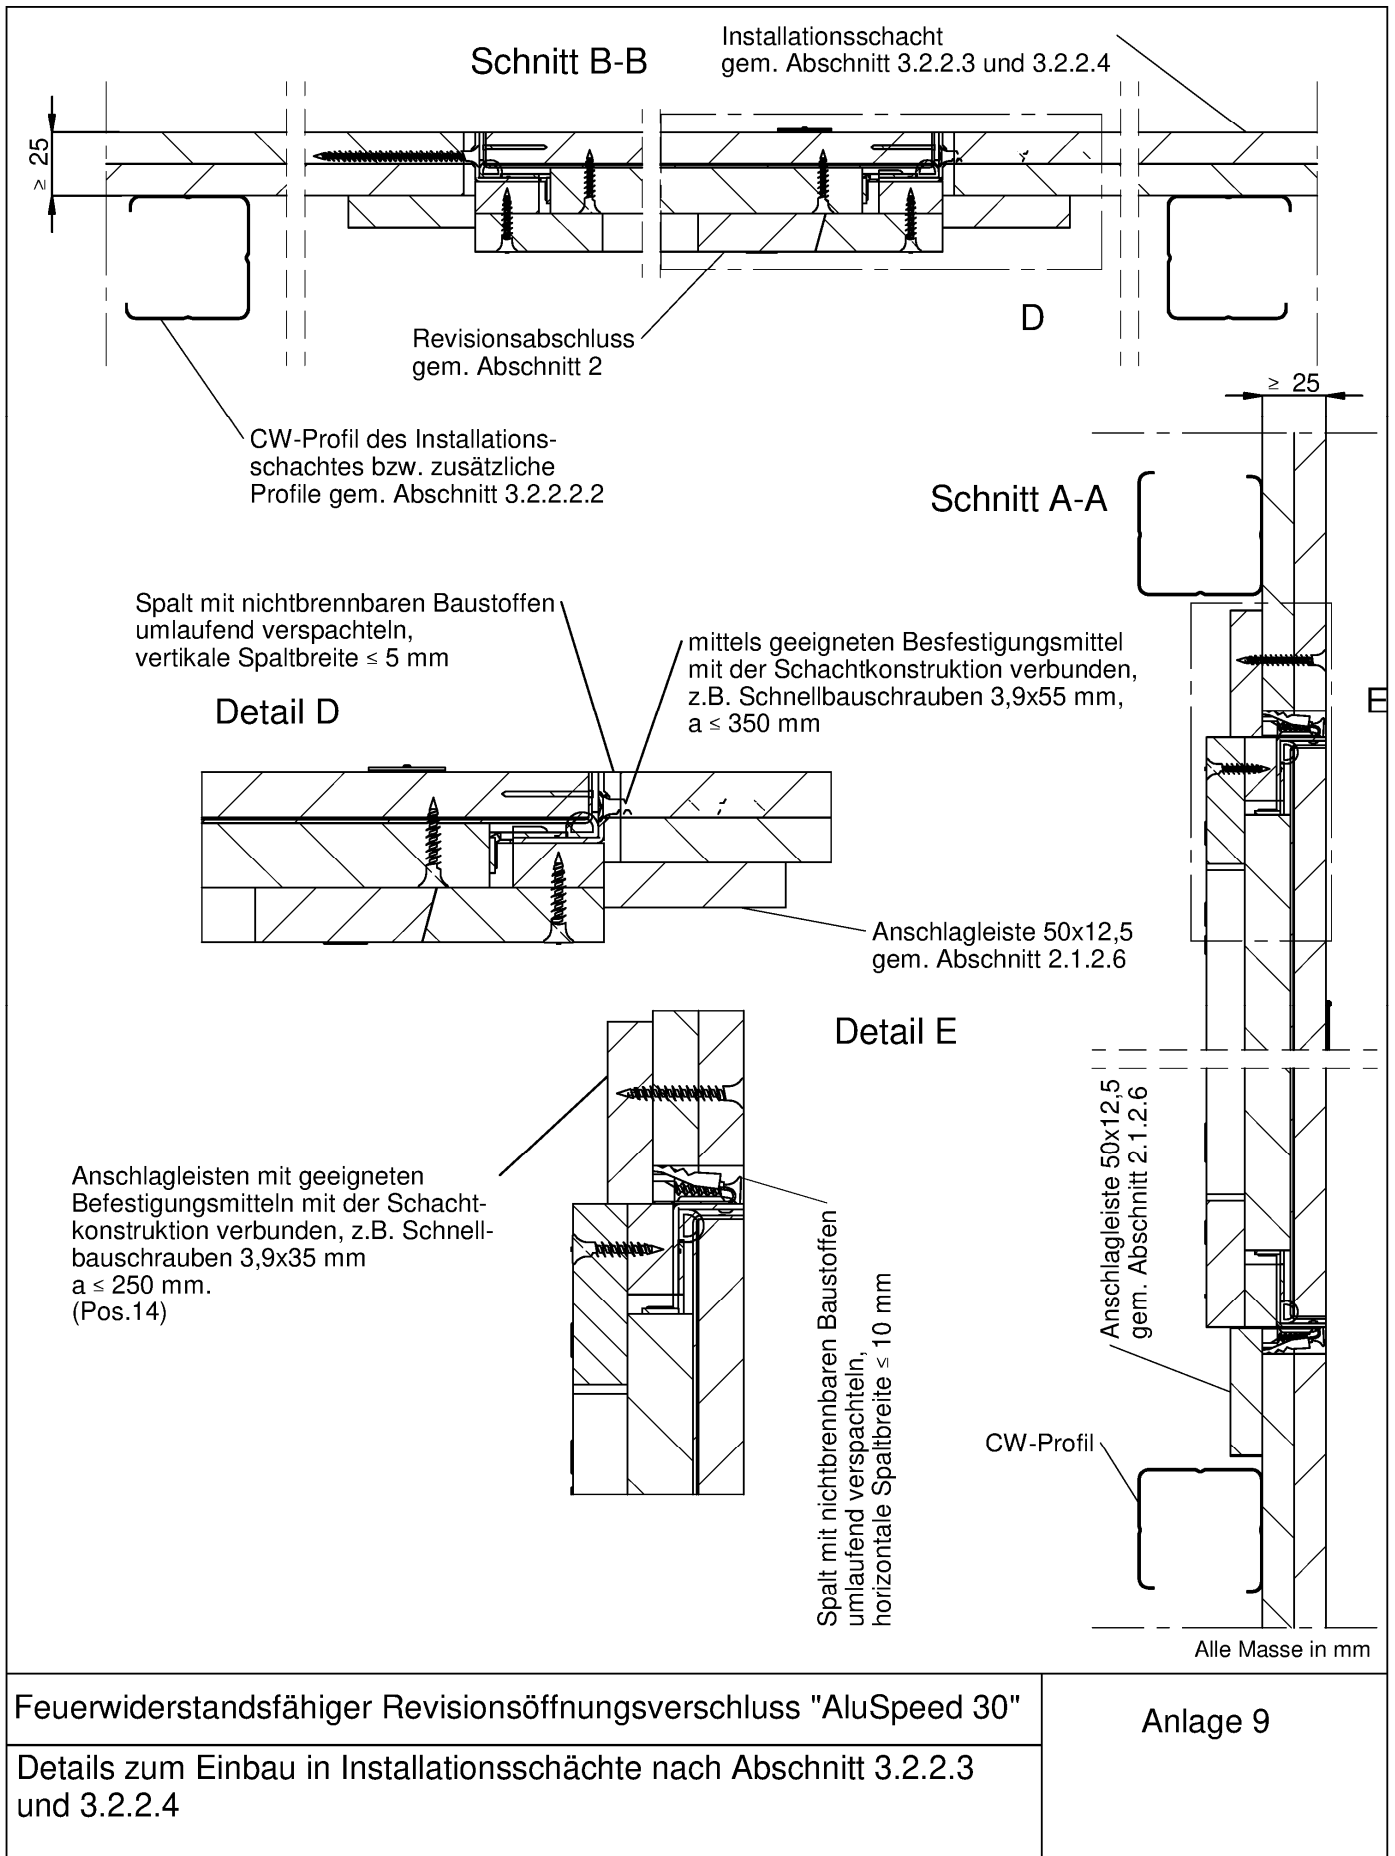 Schnitt B-B
Installationsschacht
gem. Abschnitt 3.2.2.3 und 3.2.2.4
≥ 25
D
Revisionsabschluss
gem. Abschnitt 2
≥ 25
CW-Profil des Installations-
schachtes bzw. zusätzliche
Profile gem. Abschnitt 3.2.2.2.2
Schnitt A-A
Spalt mit nichtbrennbaren Baustoffen
umlaufend verspachteln,
vertikale Spaltbreite ≤ 5 mm
mittels geeigneten Besfestigungsmittel
mit der Schachtkonstruktion verbunden,
z.B. Schnellbauschrauben 3,9x55 mm,
a ≤ 350 mm
E
Detail D
Anschlagleiste 50x12,5
gem. Abschnitt 2.1.2.6
Detail E
Anschlagleisten mit geeigneten
Befestigungsmitteln mit der Schacht-
konstruktion verbunden, z.B. Schnell-
bauschrauben 3,9x35 mm
a ≤ 250 mm.
(Pos.14)
Spalt mit nichtbrennbaren Baustoffen
umlaufend verspachteln,
horizontale Spaltbreite ≤ 10 mm
Anschlagleiste 50x12,5
gem. Abschnitt 2.1.2.6
CW-Profil
Alle Masse in mm
Feuerwiderstandsfähiger Revisionsöffnungsverschluss "AluSpeed 30"
Anlage 9
Details zum Einbau in Installationsschächte nach Abschnitt 3.2.2.3
und 3.2.2.4